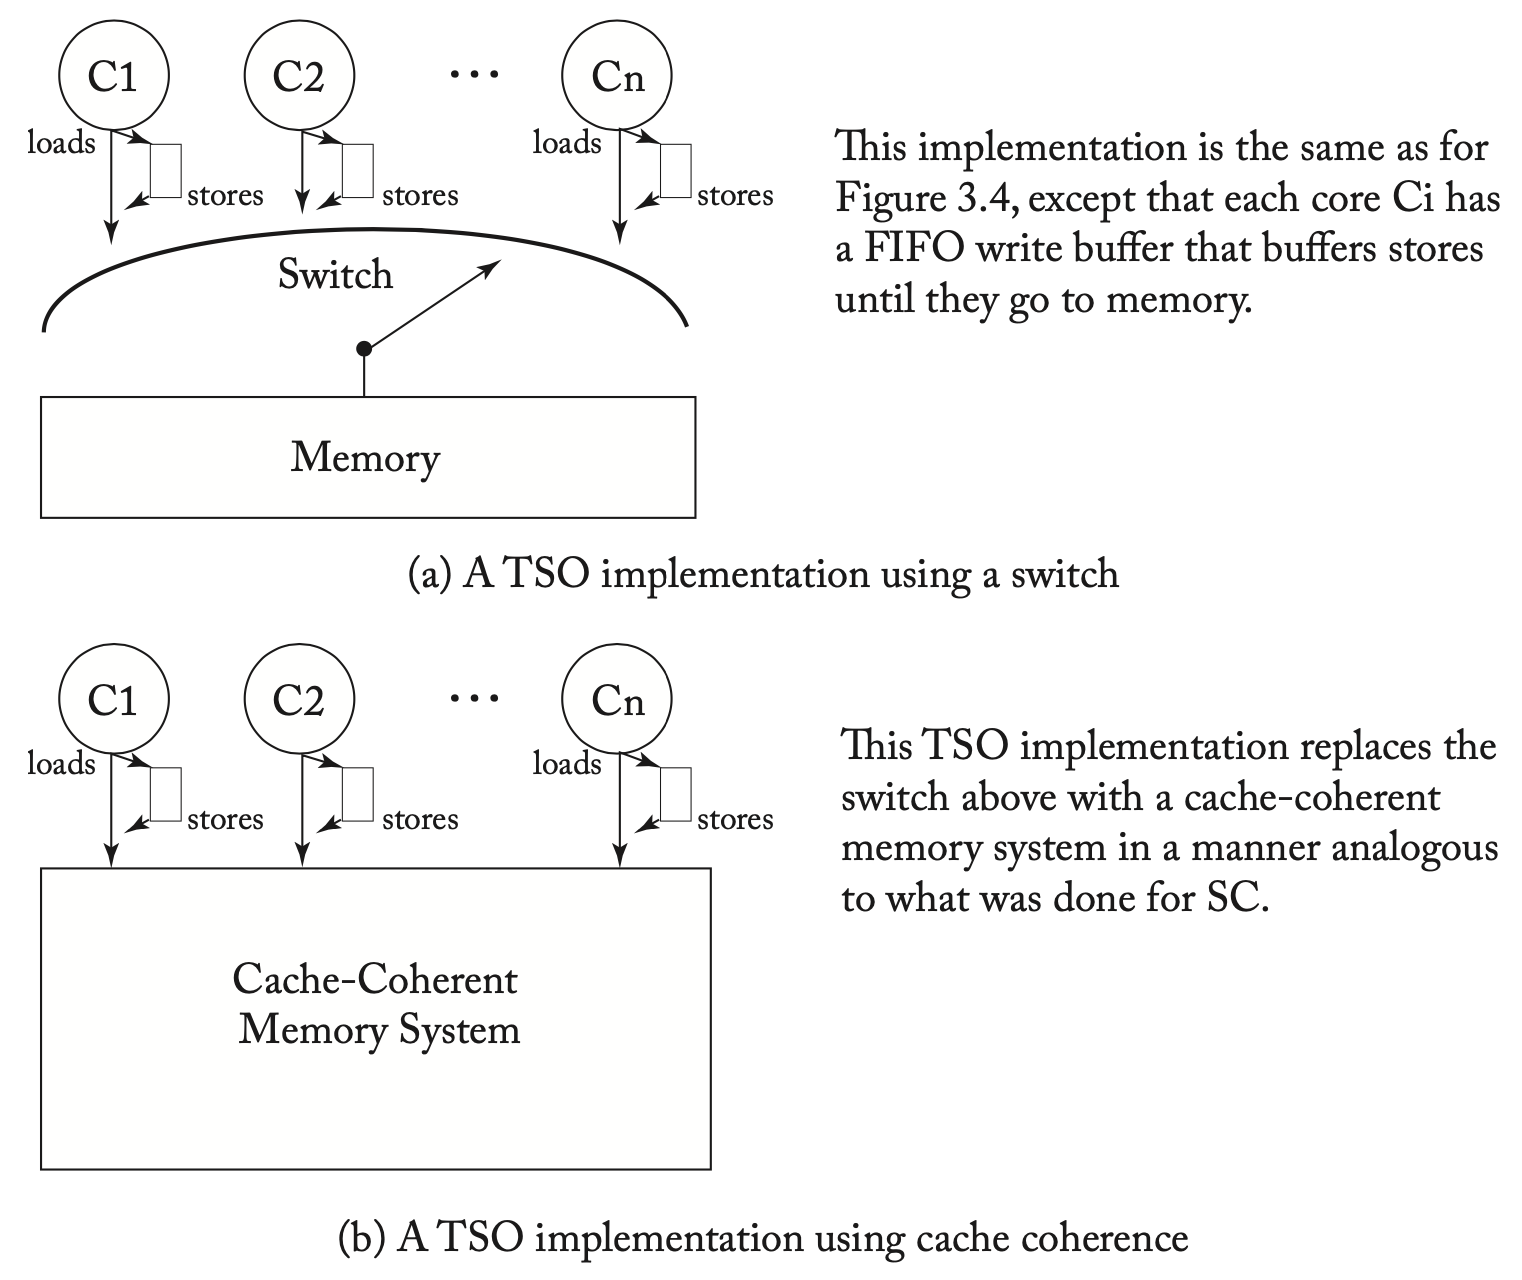 C1 C2 ... Cn
loads loads
stores stores stores
This implementation is the same as for
Figure 3.4, except that each core Ci has
a FIFO write buffer that buffers stores
until they go to memory.
Switch
Memory
(a) A TSO implementation using a switch
C1 C2 ... Cn
loads loads
stores stores stores
This TSO implementation replaces the
switch above with a cache-coherent
memory system in a manner analogous
to what was done for SC.
Cache-Coherent
Memory System
(b) A TSO implementation using cache coherence